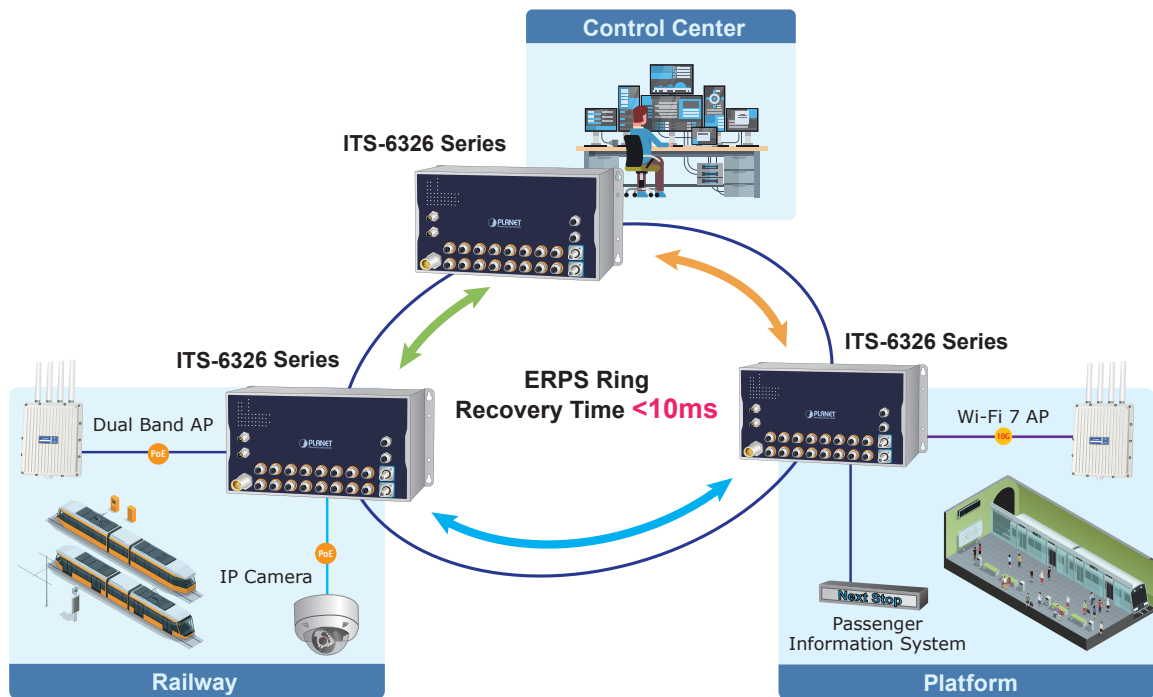 Control Center
ITS-6326 Series
PLANET
ITS-6326 Series
ITS-6326 Series
ERPS Ring
Recovery Time <10ms
Dual Band AP
PoE
PLANET
PLANET
Wi-Fi 7 AP
10G
PoE
IP Camera
Next Stop
Passenger
Information System
Railway
Platform